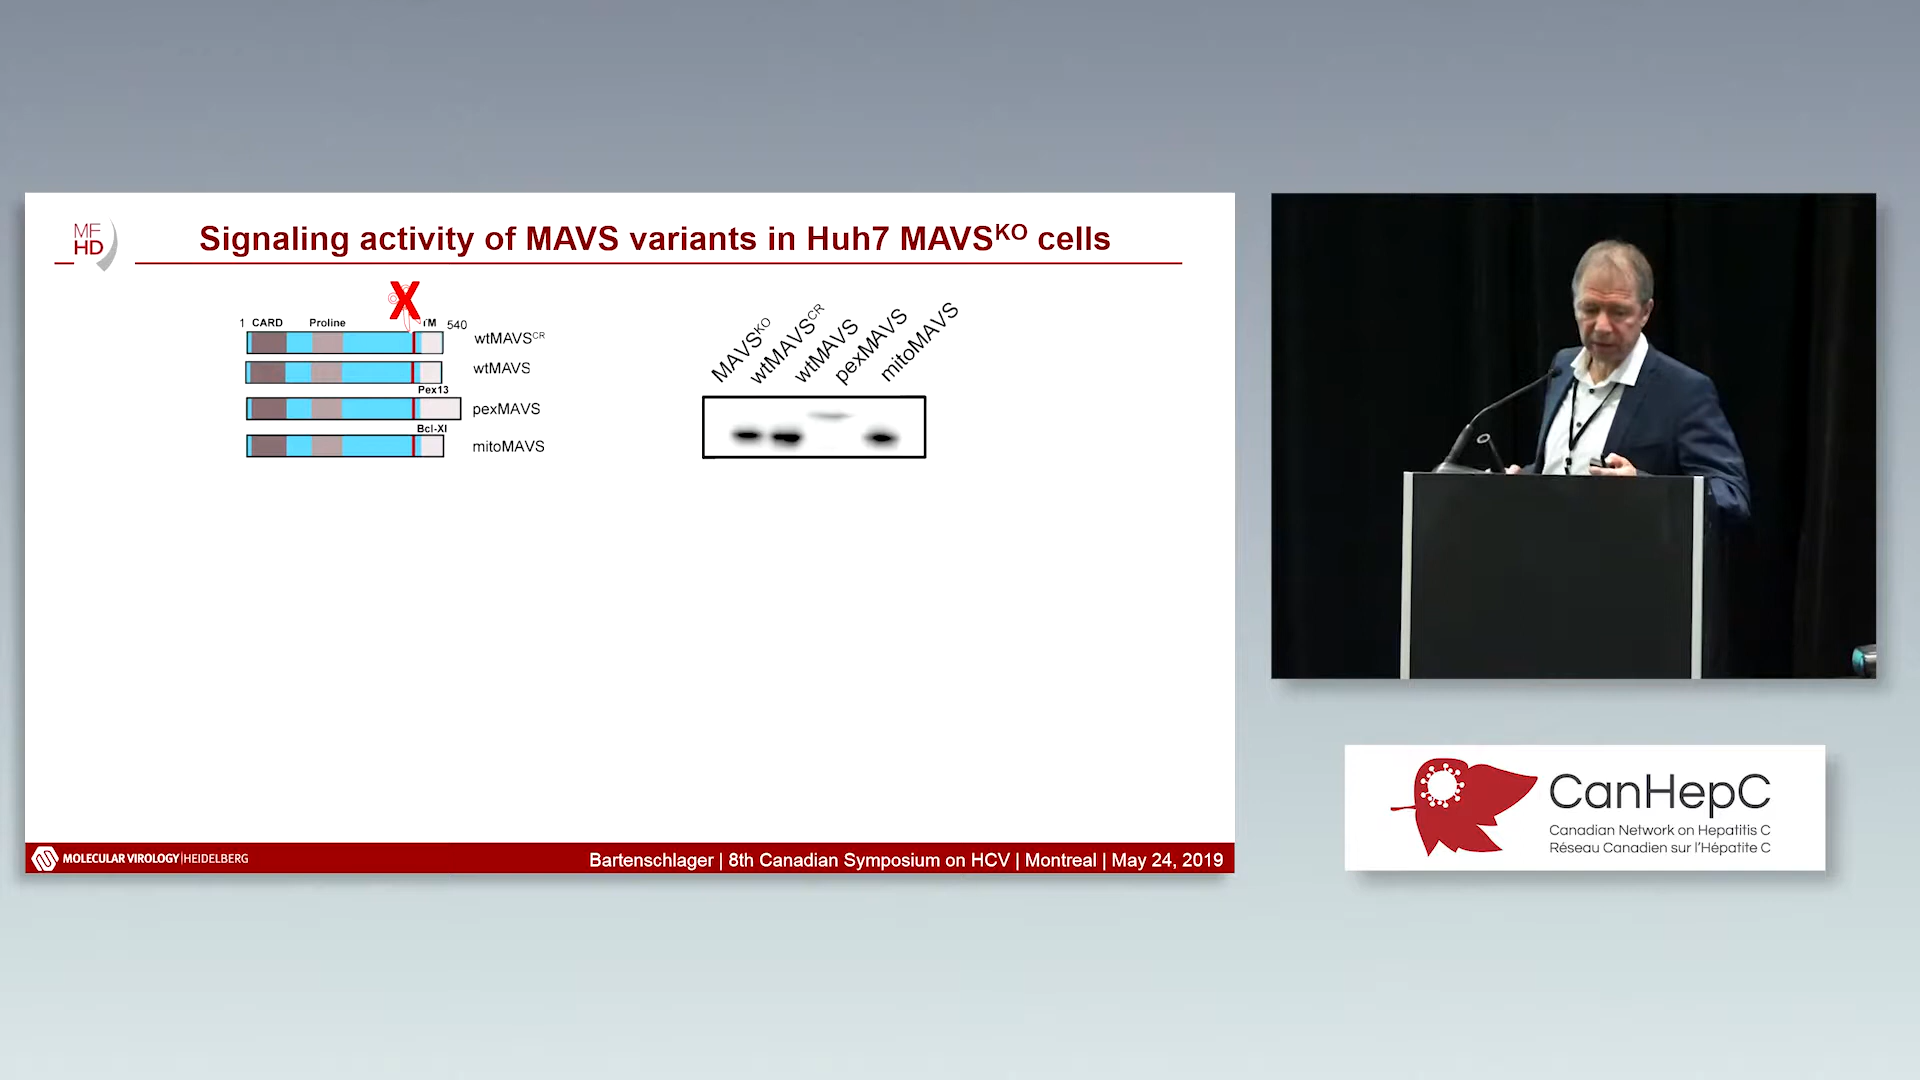 MF
HD
Signaling activity of MAVS variants in Huh7 MAVSKO cells
1 CARD Proline TM 540
wtMAVSCR
wtMAVS
Pex13
pexMAVS
Bcl-Xl
mitoMAVS
MAVSKO
wtMAVSCR
wtMAVS
pexMAVS
mitoMAVS
MOLECULAR VIROLOGY|HEIDELBERG
Bartenschlager | 8th Canadian Symposium on HCV | Montreal | May 24, 2019
CanHepC
Canadian Network on Hepatitis C
Réseau Canadien sur l'Hépatite C